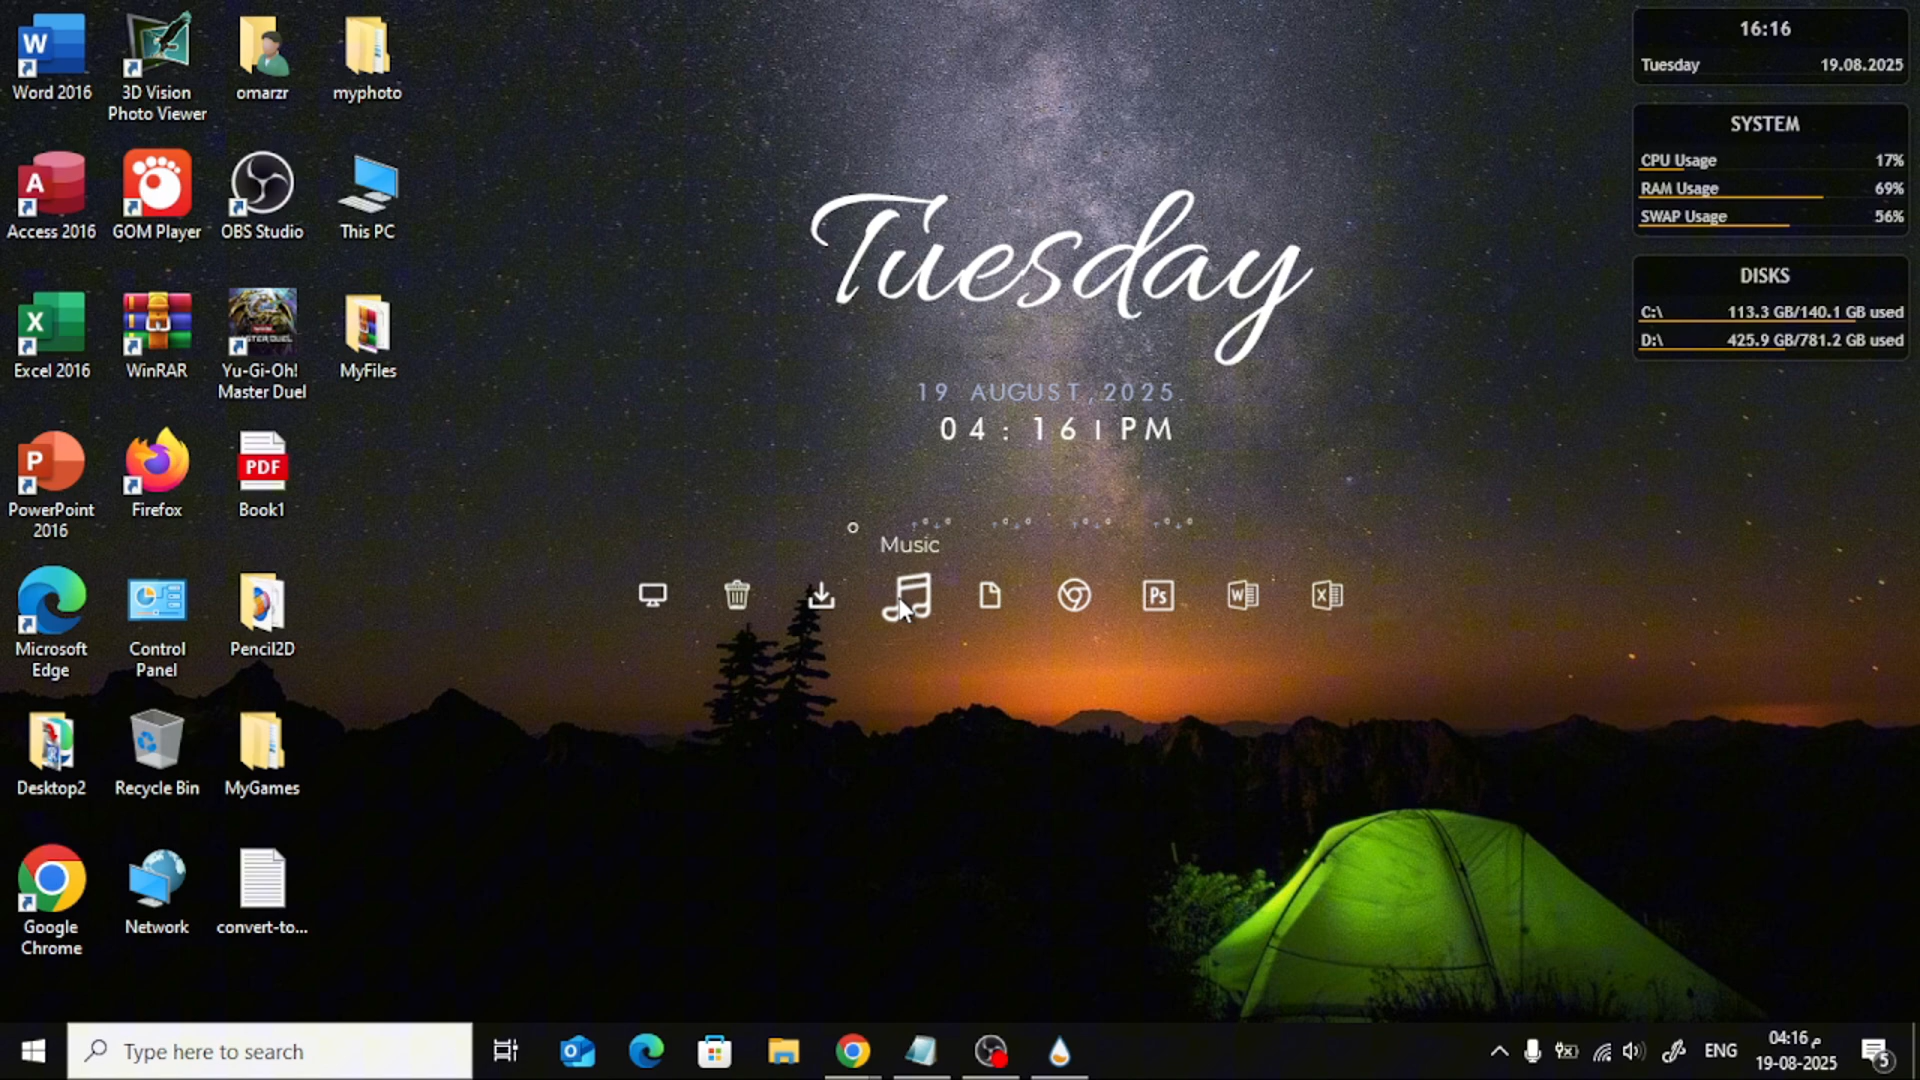 Word 2016
3D Vision
Photo Viewer
omarzr
myphoto
Access 2016
GOM Player
OBS Studio
This PC
Excel 2016
WinRAR
Yu-Gi-Oh!
Master Duel
MyFiles
PowerPoint
2016
Firefox
PDF
Book1
Microsoft
Edge
Control
Panel
Pencil2D
Desktop2
Recycle Bin
MyGames
Google
Chrome
Network
convert-to...
Tuesday
19 AUGUST,2025.
04 : 16 | PM
Music
Ps
W
X
16:16
Tuesday 19.08.2025
SYSTEM
CPU Usage 17%
RAM Usage 69%
SWAP Usage 56%
DISKS
C:\ 113.3 GB/140.1 GB used
D:\ 425.9 GB/781.2 GB used
Type here to search
ENG
04:16 م
19-08-2025
5